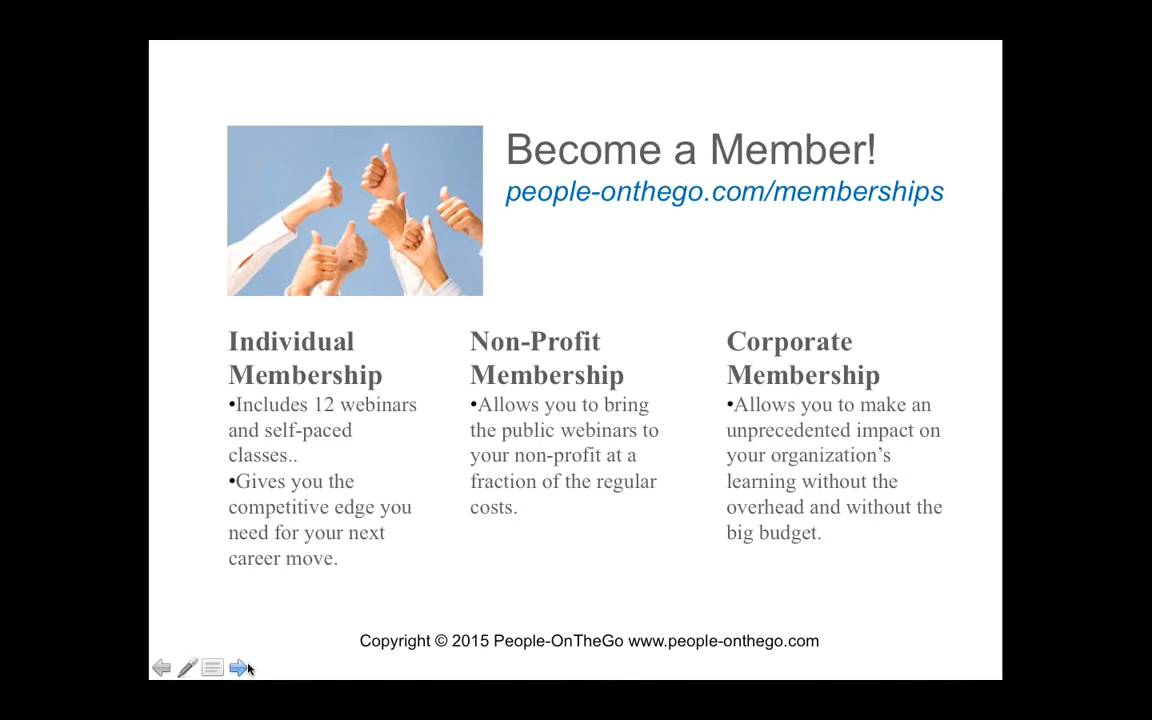 Become a Member!
people-onthego.com/memberships
Individual
Membership
•Includes 12 webinars
and self-paced
classes..
•Gives you the
competitive edge you
need for your next
career move.
Non-Profit
Membership
•Allows you to bring
the public webinars to
your non-profit at a
fraction of the regular
costs.
Corporate
Membership
•Allows you to make an
unprecedented impact on
your organization’s
learning without the
overhead and without the
big budget.
Copyright © 2015 People-OnTheGo www.people-onthego.com